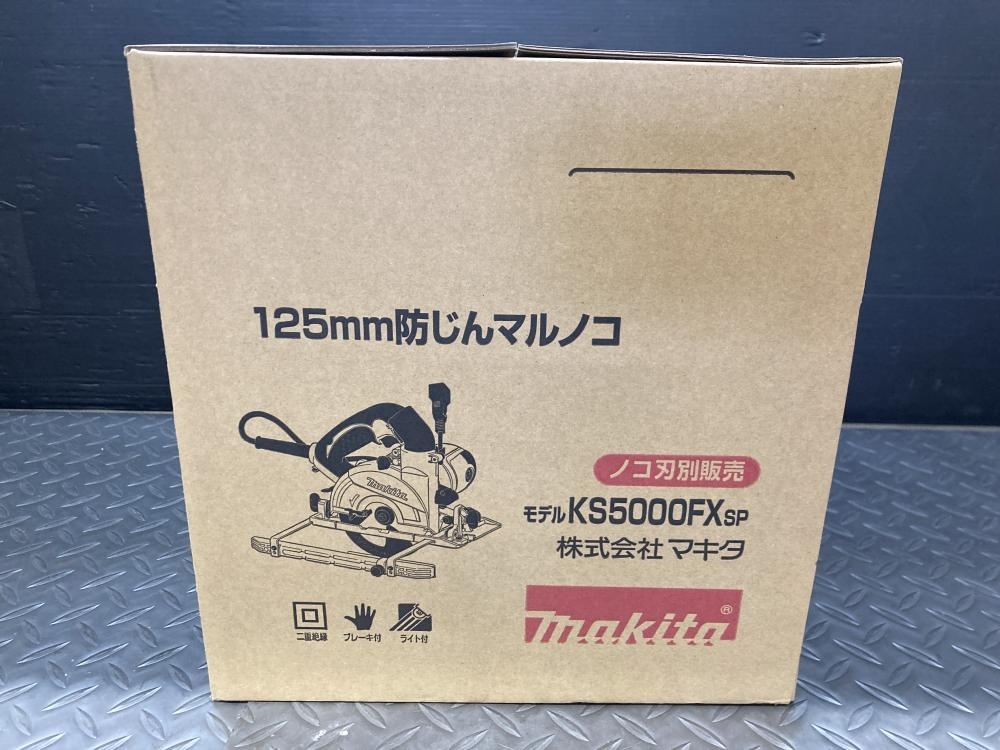 125mm防じんマルノコ
makita
ノコ刃別販売
モデルKS5000FXSP
株式会社マキタ
二重絶縁 ブレーキ付 ライト付
makita®